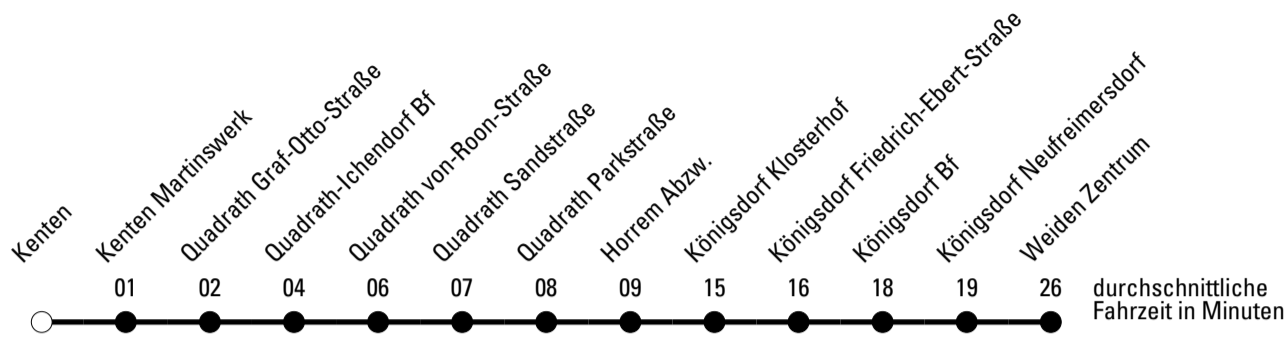 Kenten
Kenten Martinswerk
Quadrath Graf-Otto-Straße
Quadrath-Ichendorf Bf
Quadrath von-Roon-Straße
Quadrath Sandstraße
Quadrath Parkstraße
Horrem Abzw.
Königsdorf Klosterhof
Königsdorf Friedrich-Ebert-Straße
Königsdorf Bf
Königsdorf Neufreimersdorf
Weiden Zentrum
01 02 04 06 07 08 09 15 16 18 19 26
durchschnittliche
Fahrzeit in Minuten